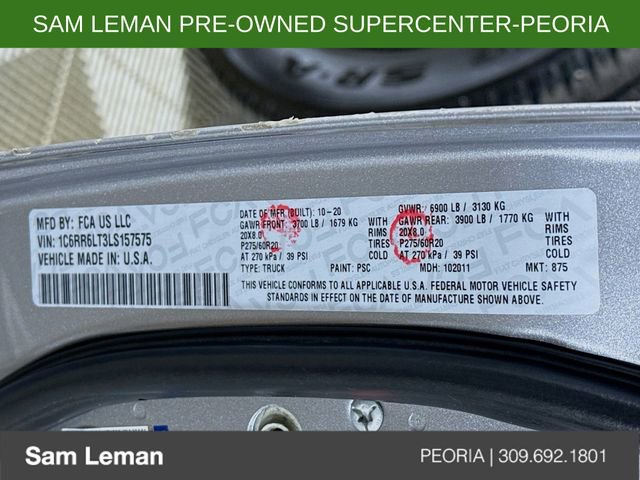 SAM LEMAN PRE-OWNED SUPERCENTER-PEORIA
SR-A
MFD BY: FCA US LLC
VIN: 1C6RR6LT3LS157575
VEHICLE MADE IN: U.S.A.
DATE OF MFR (BUILT): 10-20
GAWR FRONT: 3700 LB / 1679 KG WITH
20X8.0 RIMS
P275/60R20 TIRES
AT 270 kPa / 39 PSI COLD
TYPE: TRUCK PAINT: PSC
GVWR: 6900 LB / 3130 KG
GAWR REAR: 3900 LB / 1770 KG WITH
20X8.0 RIMS
P275/60R20 TIRES
AT 270 kPa / 39 PSI COLD
MDH: 102011 MKT: 875
THIS VEHICLE CONFORMS TO ALL APPLICABLE U.S.A. FEDERAL MOTOR VEHICLE SAFETY
STANDARDS IN EFFECT ON THE DATE OF MANUFACTURE SHOWN ABOVE.
Sam Leman
PEORIA | 309.692.1801